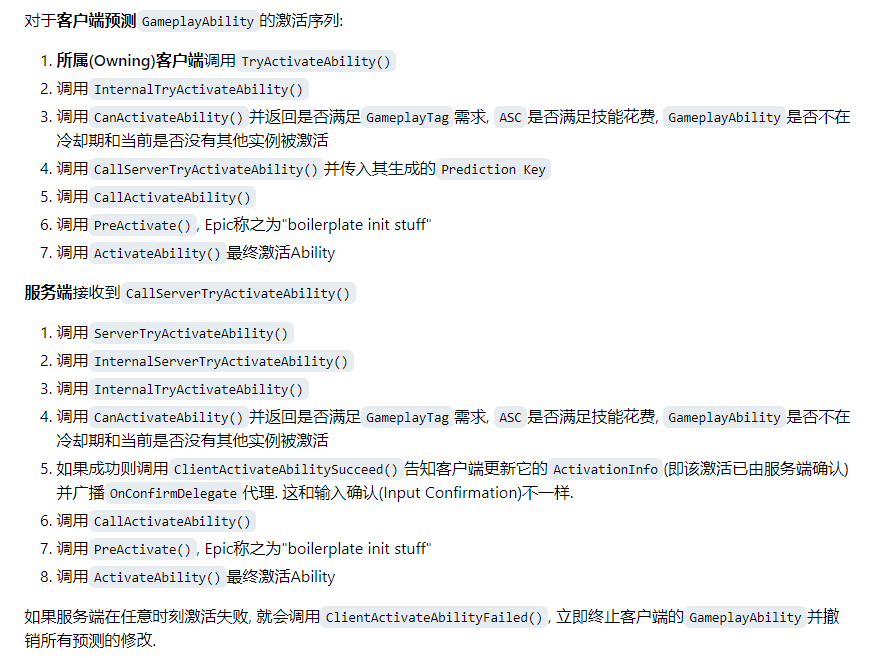 对于客户端预测 GameplayAbility 的激活序列:
1. 所属(Owning)客户端调用 TryActivateAbility()
2. 调用 InternalTryActivateAbility()
3. 调用 CanActivateAbility() 并返回是否满足 GameplayTag 需求, ASC 是否满足技能花费, GameplayAbility 是否不在
冷却期和当前是否没有其他实例被激活
4. 调用 CallServerTryActivateAbility() 并传入其生成的 Prediction Key
5. 调用 CallActivateAbility()
6. 调用 PreActivate() , Epic称之为"boilerplate init stuff"
7. 调用 ActivateAbility() 最终激活Ability
服务端接收到 CallServerTryActivateAbility()
1. 调用 ServerTryActivateAbility()
2. 调用 InternalServerTryActivateAbility()
3. 调用 InternalTryActivateAbility()
4. 调用 CanActivateAbility() 并返回是否满足 GameplayTag 需求, ASC 是否满足技能花费, GameplayAbility 是否不在
冷却期和当前是否没有其他实例被激活
5. 如果成功则调用 ClientActivateAbilitySucceed() 告知客户端更新它的 ActivationInfo (即该激活已由服务端确认)
并广播 OnConfirmDelegate 代理. 这和输入确认(Input Confirmation)不一样.
6. 调用 CallActivateAbility()
7. 调用 PreActivate() , Epic称之为"boilerplate init stuff"
8. 调用 ActivateAbility() 最终激活Ability
如果服务端在任意时刻激活失败, 就会调用 ClientActivateAbilityFailed() , 立即终止客户端的 GameplayAbility 并撤
销所有预测的修改.